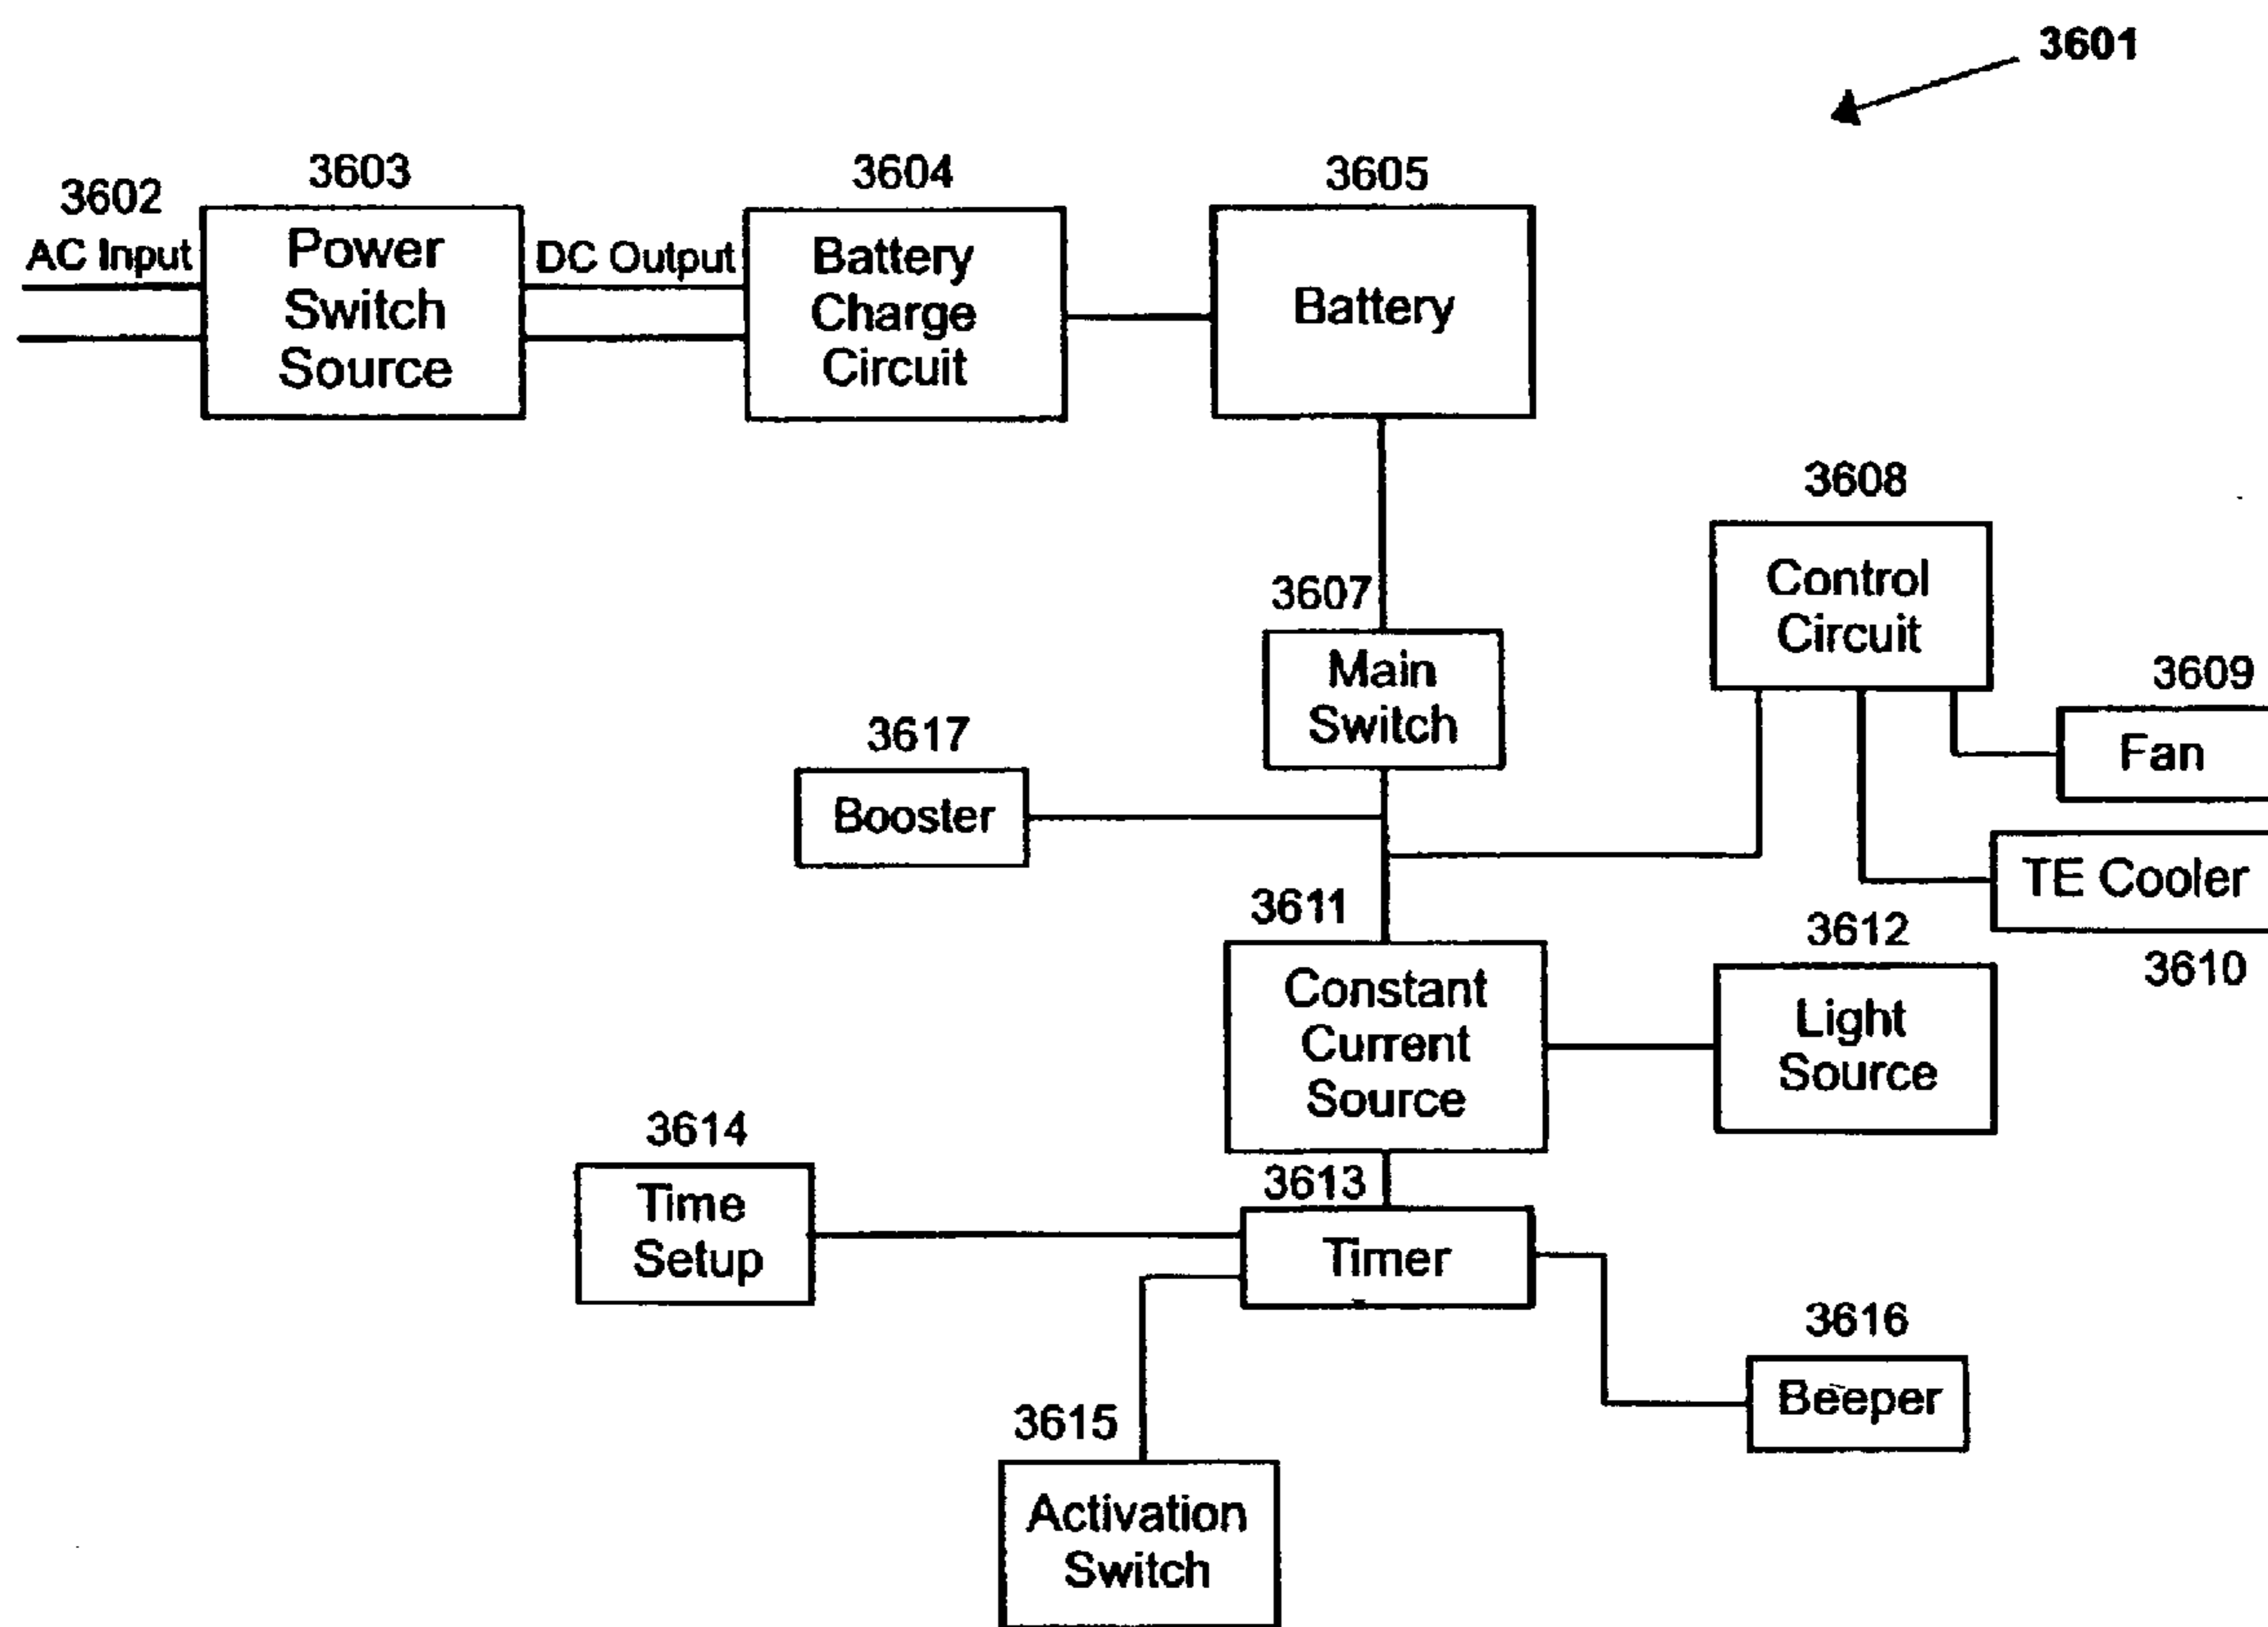 3601
3602
AC Input
3603
Power
Switch
Source
DC Output
3604
Battery
Charge
Circuit
3605
Battery
3607
Main
Switch
3608
Control
Circuit
3609
Fan
TE Cooler
3610
3617
Booster
3611
Constant
Current
Source
3612
Light
Source
3613
Timer
3614
Time
Setup
3615
Activation
Switch
3616
Beeper